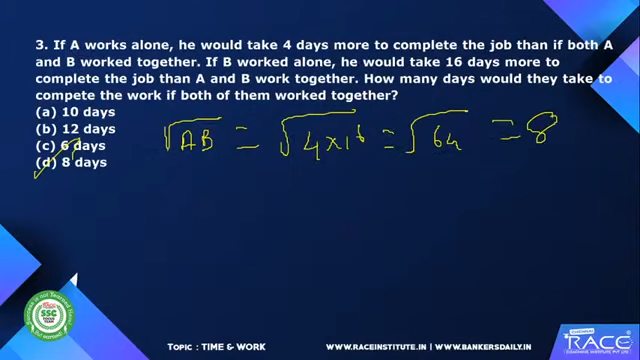 3. If A works alone, he would take 4 days more to complete the job than if both A
and B worked together. If B worked alone, he would take 16 days more to
complete the job than A and B work together. How many days would they take to
compete the work if both of them worked together?
(a) 10 days
(b) 12 days
(c) 6 days
(d) 8 days
√AB = √4×16 = √64 = 8
RACE
SSC
CHENNAI
RACE
TOPIC : TIME & WORK
WWW.RACEINSTITUTE.IN | WWW.BANKERSDAILY.IN